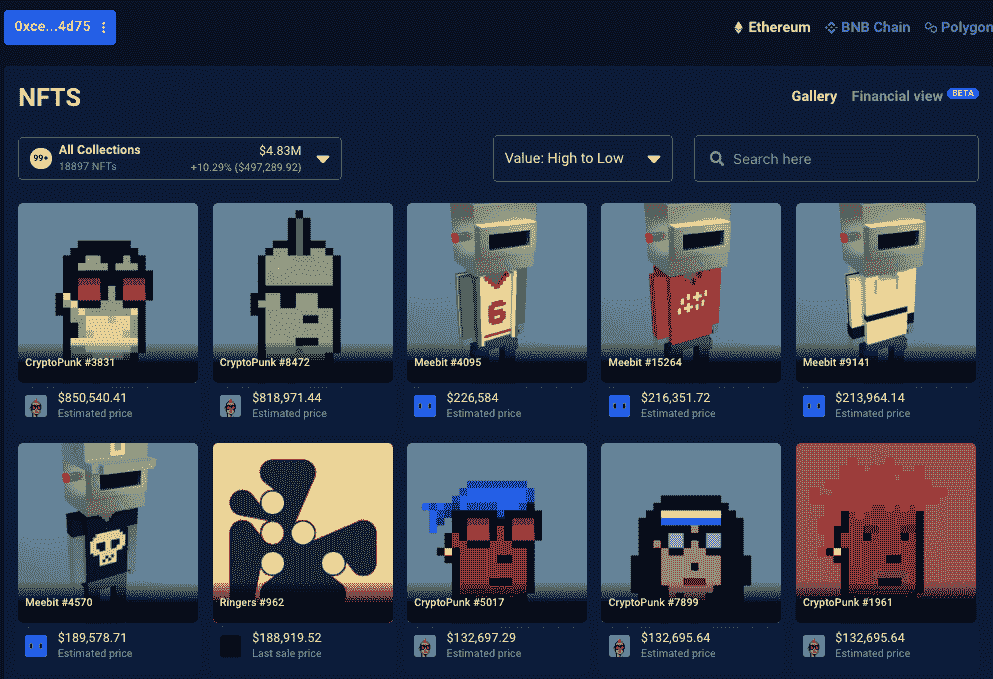 0xce...4d75
Ethereum BNB Chain Polygon
NFTS
Gallery Financial view BETA
99+ All Collections $4.83M
18897 NFTs +10.29% ($497,289.92)
Value: High to Low
Search here
CryptoPunk #3831
CryptoPunk #8472
6
Meebit #4095
Meebit #15264
Meebit #9141
$850,540.41
Estimated price
$818,971.44
Estimated price
$226,584
Estimated price
$216,351.72
Estimated price
$213,964.14
Estimated price
Meebit #4570
Ringers #962
CryptoPunk #5017
CryptoPunk #7899
CryptoPunk #1961
$189,578.71
Estimated price
$188,919.52
Last sale price
$132,697.29
Estimated price
$132,695.64
Estimated price
$132,695.64
Estimated price